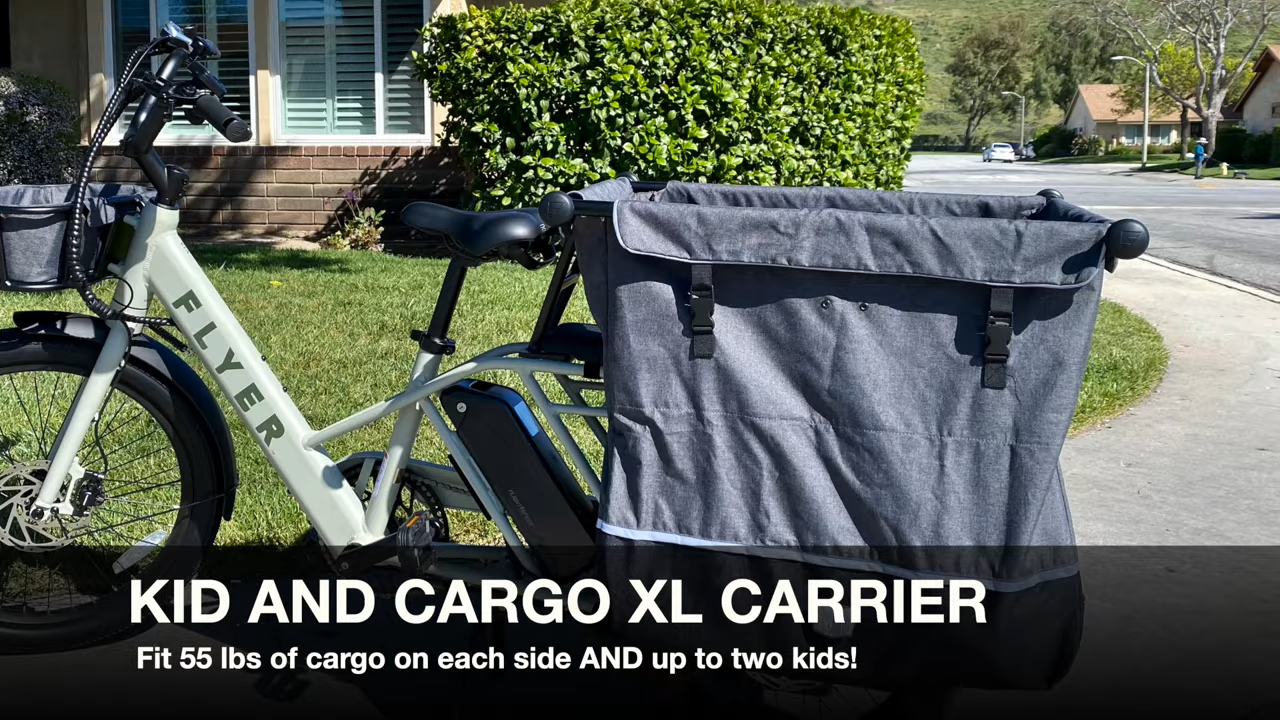 FLYER
KID AND CARGO XL CARRIER
Fit 55 lbs of cargo on each side AND up to two kids!